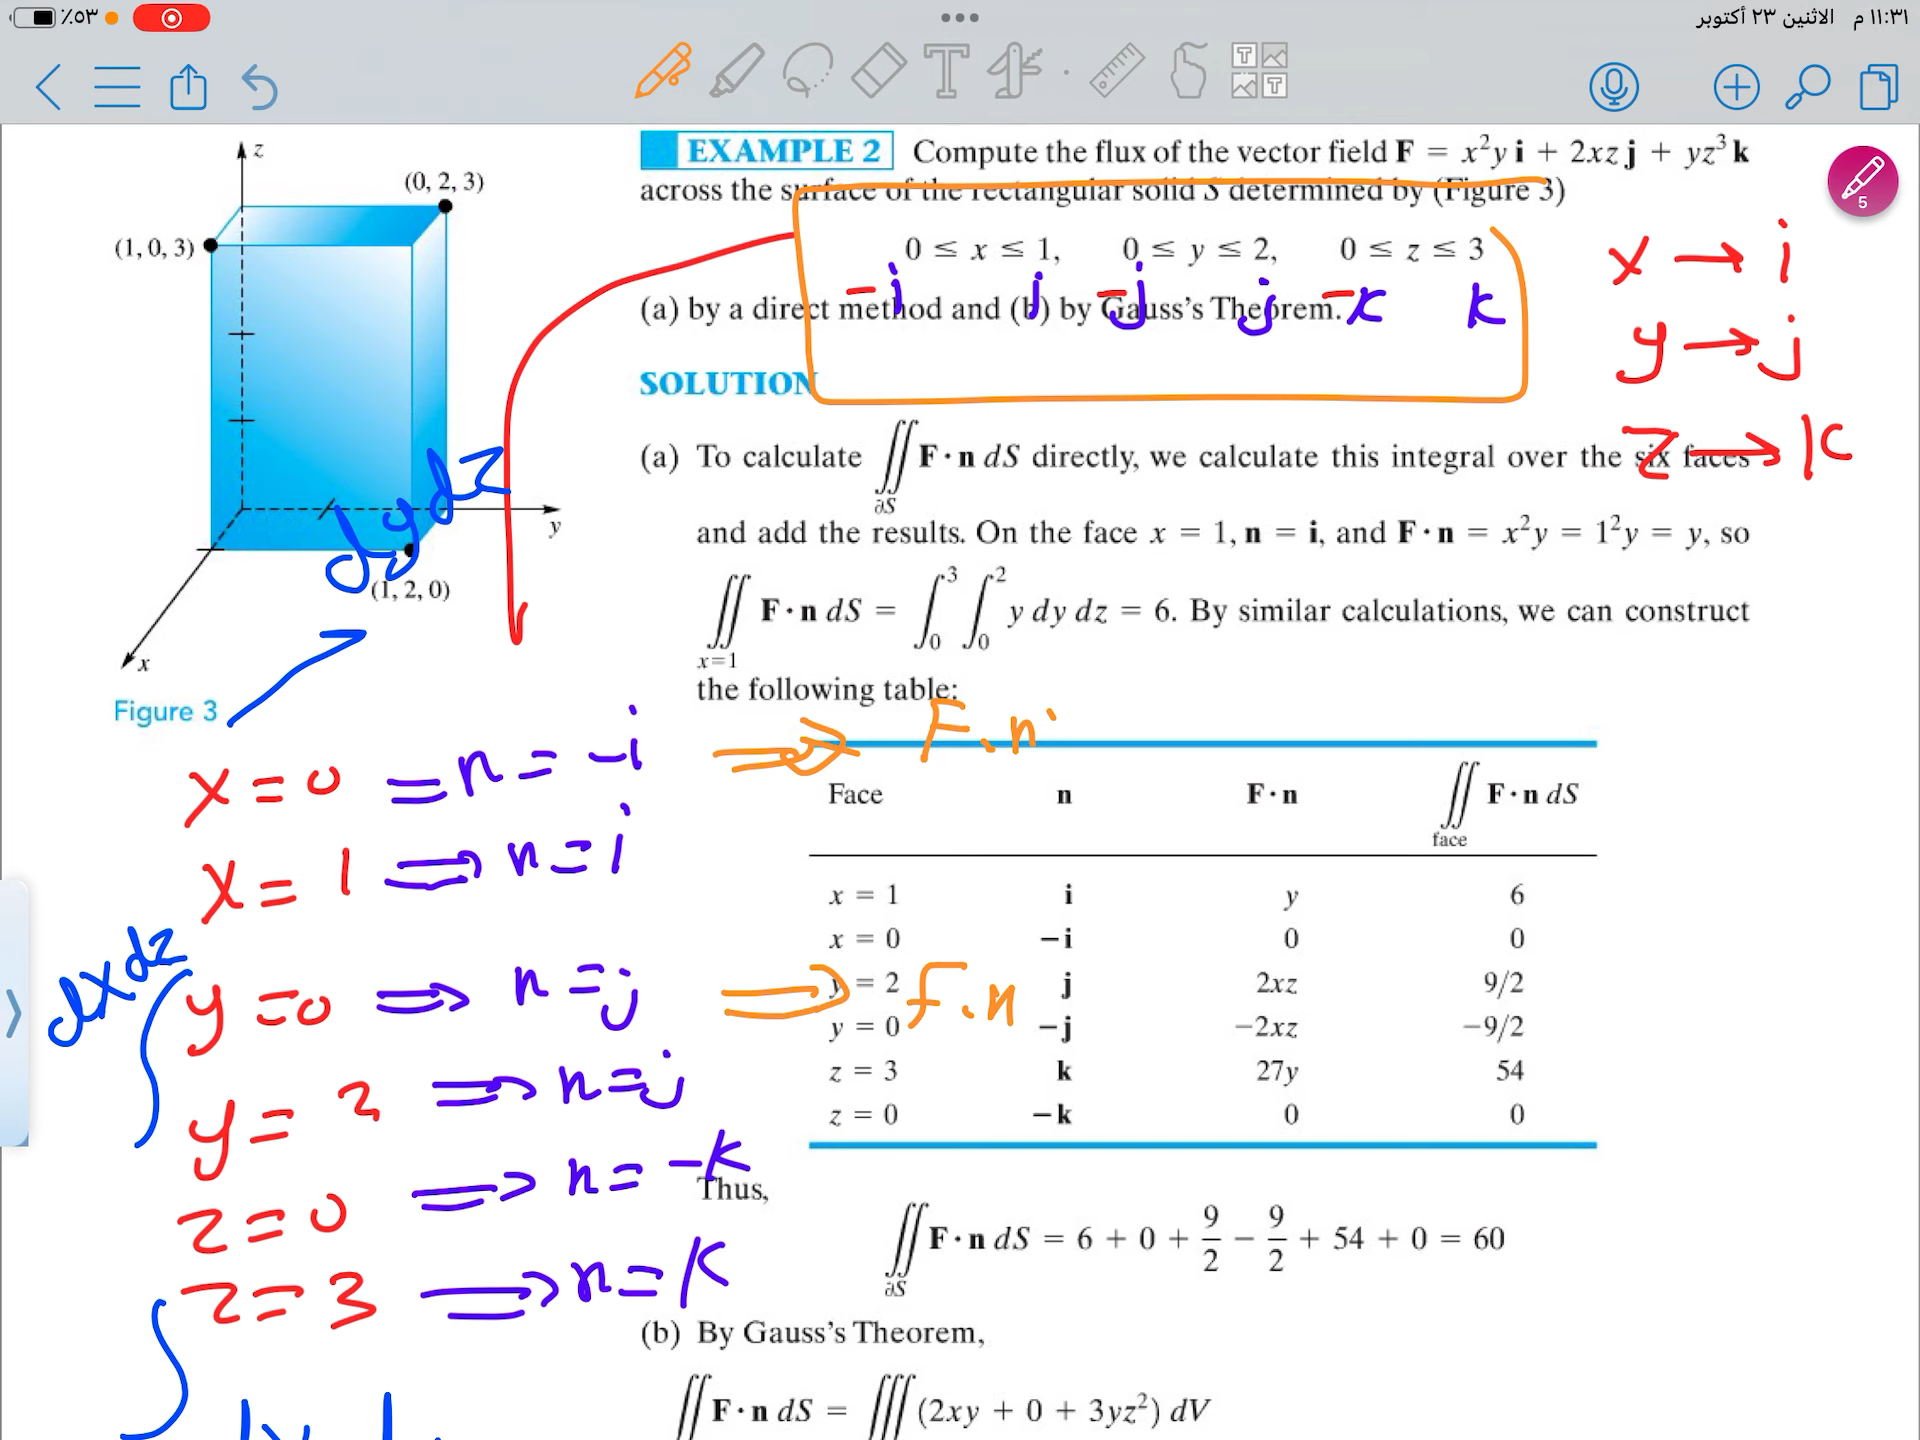 ٪٥٣
١١:٣١ م الاثنين ٢٣ أكتوبر
5
z
(0, 2, 3)
(1, 0, 3)
y
(1, 2, 0)
x
Figure 3
dydz
EXAMPLE 2 Compute the flux of the vector field F = x²y i + 2xz j + yz³ k
across the surface of the rectangular solid S determined by (Figure 3)
0 ≤ x ≤ 1, 0 ≤ y ≤ 2, 0 ≤ z ≤ 3
-i i -j j -k k
(a) by a direct method and (b) by Gauss's Theorem.
x → i
y → j
z → k
SOLUTION
(a) To calculate ∬∂S F · n dS directly, we calculate this integral over the six faces
and add the results. On the face x = 1, n = i, and F · n = x²y = 1²y = y, so
∬x=1 F · n dS = ∫₀³ ∫₀² y dy dz = 6. By similar calculations, we can construct
the following table:
x = 0 = n = -i ⇒ F.n
x = 1 ⇒ n = i
dxdz
y = 0 ⇒ n = j ⇒ F.n
y = 2 ⇒ n = j
z = 0 ⇒ n = -k
z = 3 ⇒ n = k
Face n F · n ∬face F · n dS
x = 1 i y 6
x = 0 −i 0 0
y = 2 j 2xz 9/2
y = 0 −j −2xz −9/2
z = 3 k 27y 54
z = 0 −k 0 0
Thus,
∬∂S F · n dS = 6 + 0 + 9/2 − 9/2 + 54 + 0 = 60
(b) By Gauss's Theorem,
∬ F · n dS = ∭ (2xy + 0 + 3yz²) dV